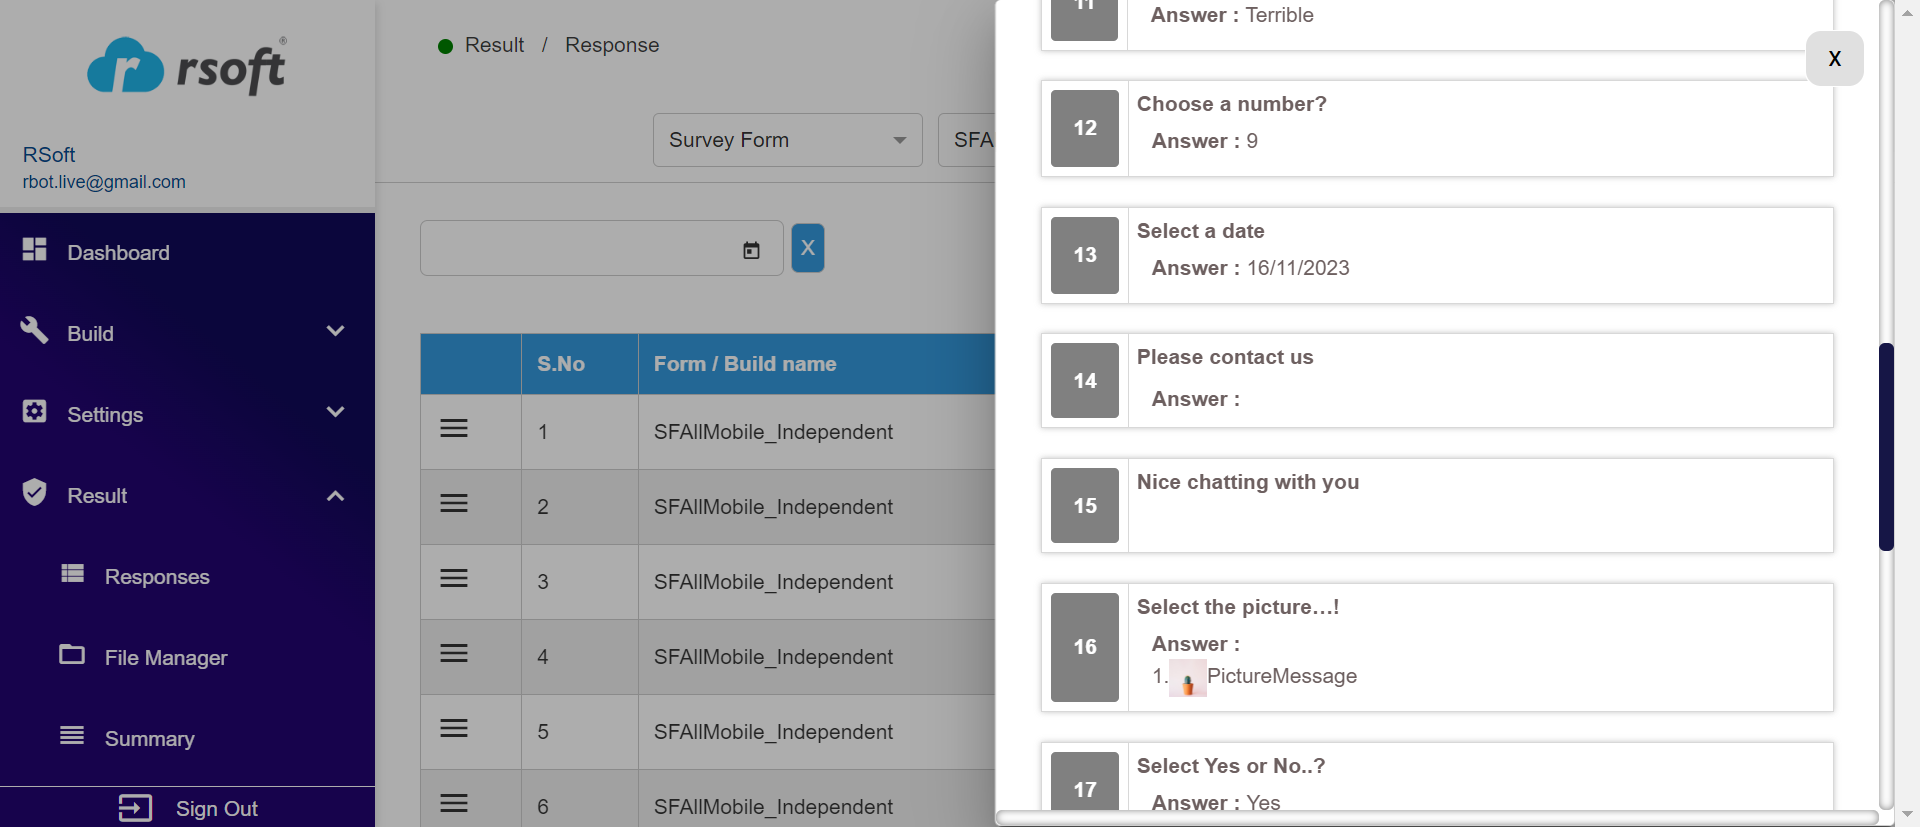 rsoft®
RSoft
rbot.live@gmail.com
Dashboard
Build
Settings
Result
Responses
File Manager
Summary
Sign Out
Result / Response
Survey Form
SFA
X
S.No Form / Build name
1 SFAllMobile_Independent
2 SFAllMobile_Independent
3 SFAllMobile_Independent
4 SFAllMobile_Independent
5 SFAllMobile_Independent
6 SFAllMobile_Independent
X
11
Answer : Terrible
12
Choose a number?
Answer : 9
13
Select a date
Answer : 16/11/2023
14
Please contact us
Answer :
15
Nice chatting with you
16
Select the picture...!
Answer :
1. PictureMessage
17
Select Yes or No..?
Answer : Yes